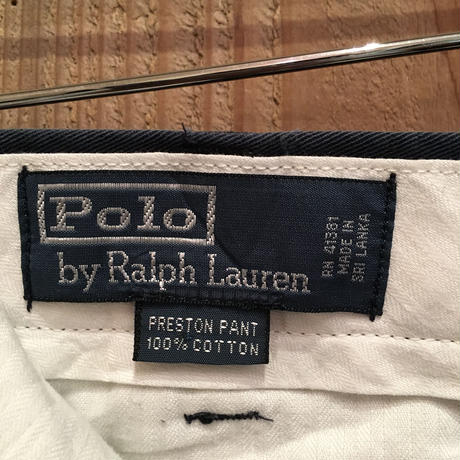 Polo
by Ralph Lauren
RN 41381
MADE IN
SRI LANKA
PRESTON PANT
100% COTTON